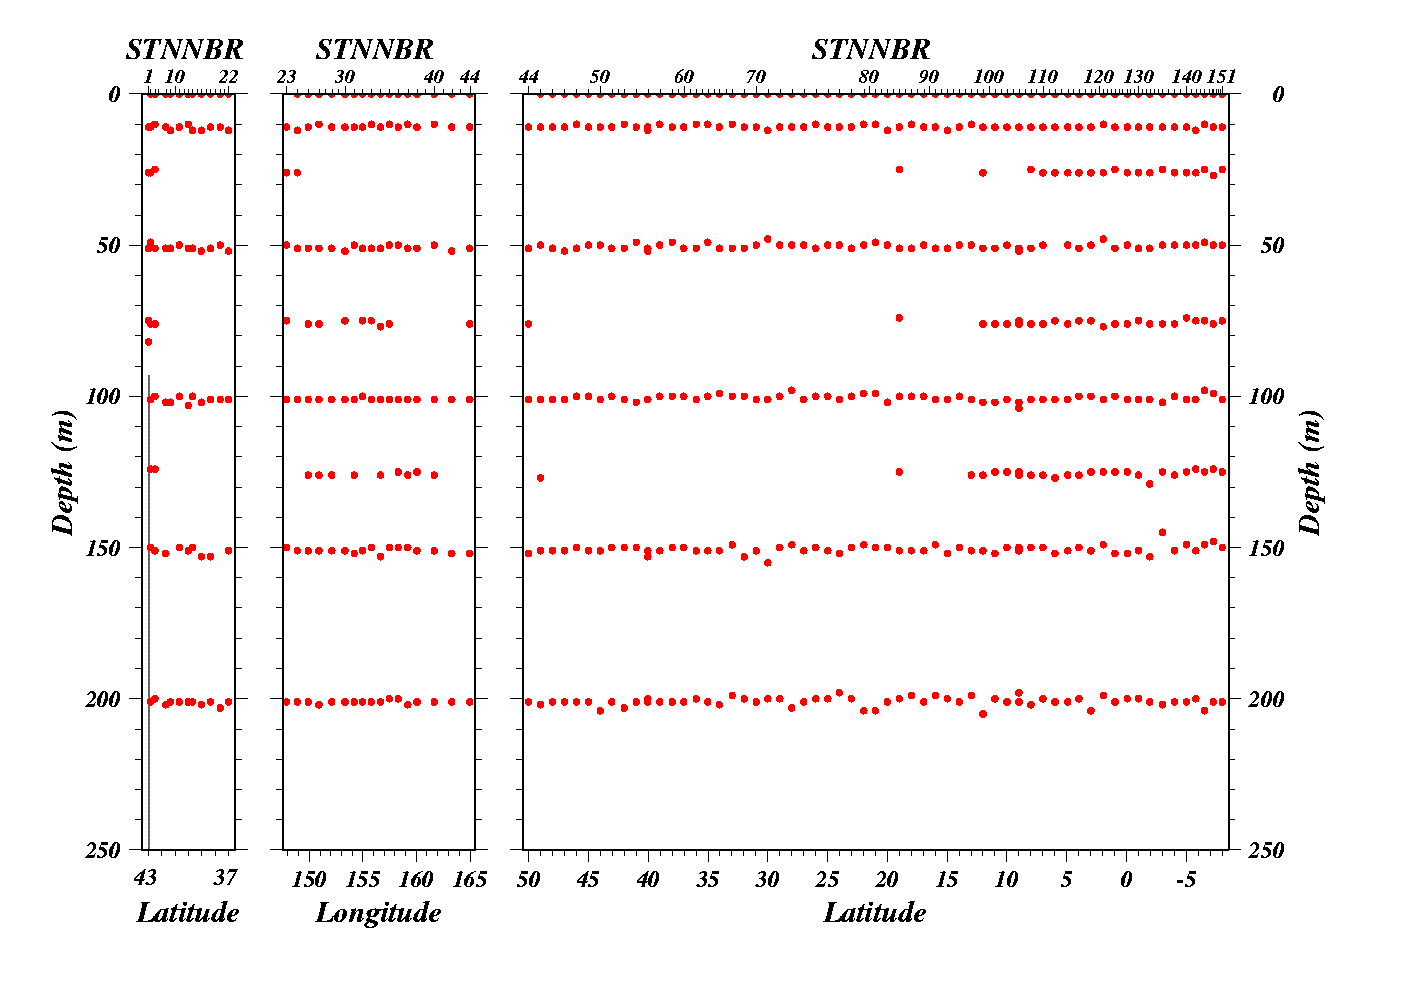 STNNBR STNNBR STNNBR
1 10 22 23 30 40 44 44 50 60 70 80 90 100 110 120 130 140 151
0 0
50 50
100 100
Depth (m) Depth (m)
150 150
200 200
250 250
43 37 150 155 160 165 50 45 40 35 30 25 20 15 10 5 0 -5
Latitude Longitude Latitude